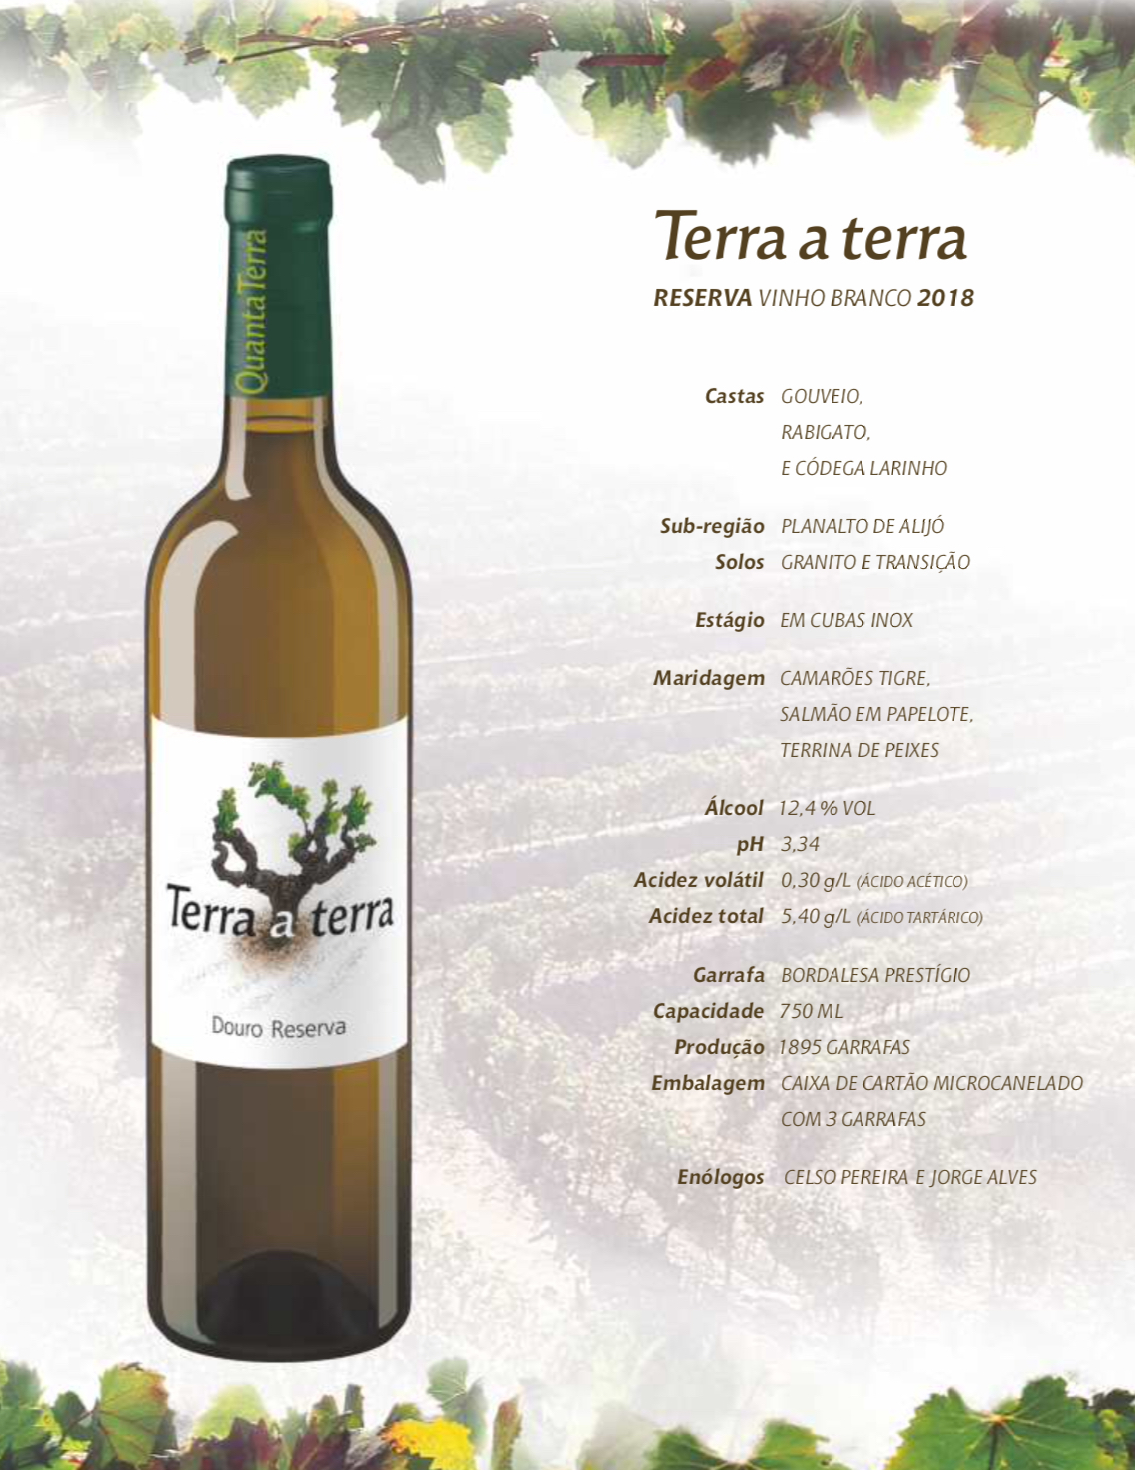 Terra a terra
RESERVA VINHO BRANCO 2018
Castas GOUVEIO,
RABIGATO,
E CÓDEGA LARINHO
Sub-região PLANALTO DE ALIJÓ
Solos GRANITO E TRANSIÇÃO
Estágio EM CUBAS INOX
Maridagem CAMARÕES TIGRE,
SALMÃO EM PAPELOTE,
TERRINA DE PEIXES
Álcool 12,4 % VOL
pH 3,34
Acidez volátil 0,30 g/L (ÁCIDO ACÉTICO)
Acidez total 5,40 g/L (ÁCIDO TARTÁRICO)
Garrafa BORDALESA PRESTÍGIO
Capacidade 750 ML
Produção 1895 GARRAFAS
Embalagem CAIXA DE CARTÃO MICROCANELADO
COM 3 GARRAFAS
Enólogos CELSO PEREIRA E JORGE ALVES
QuantaTerra
Terra a terra
Douro Reserva